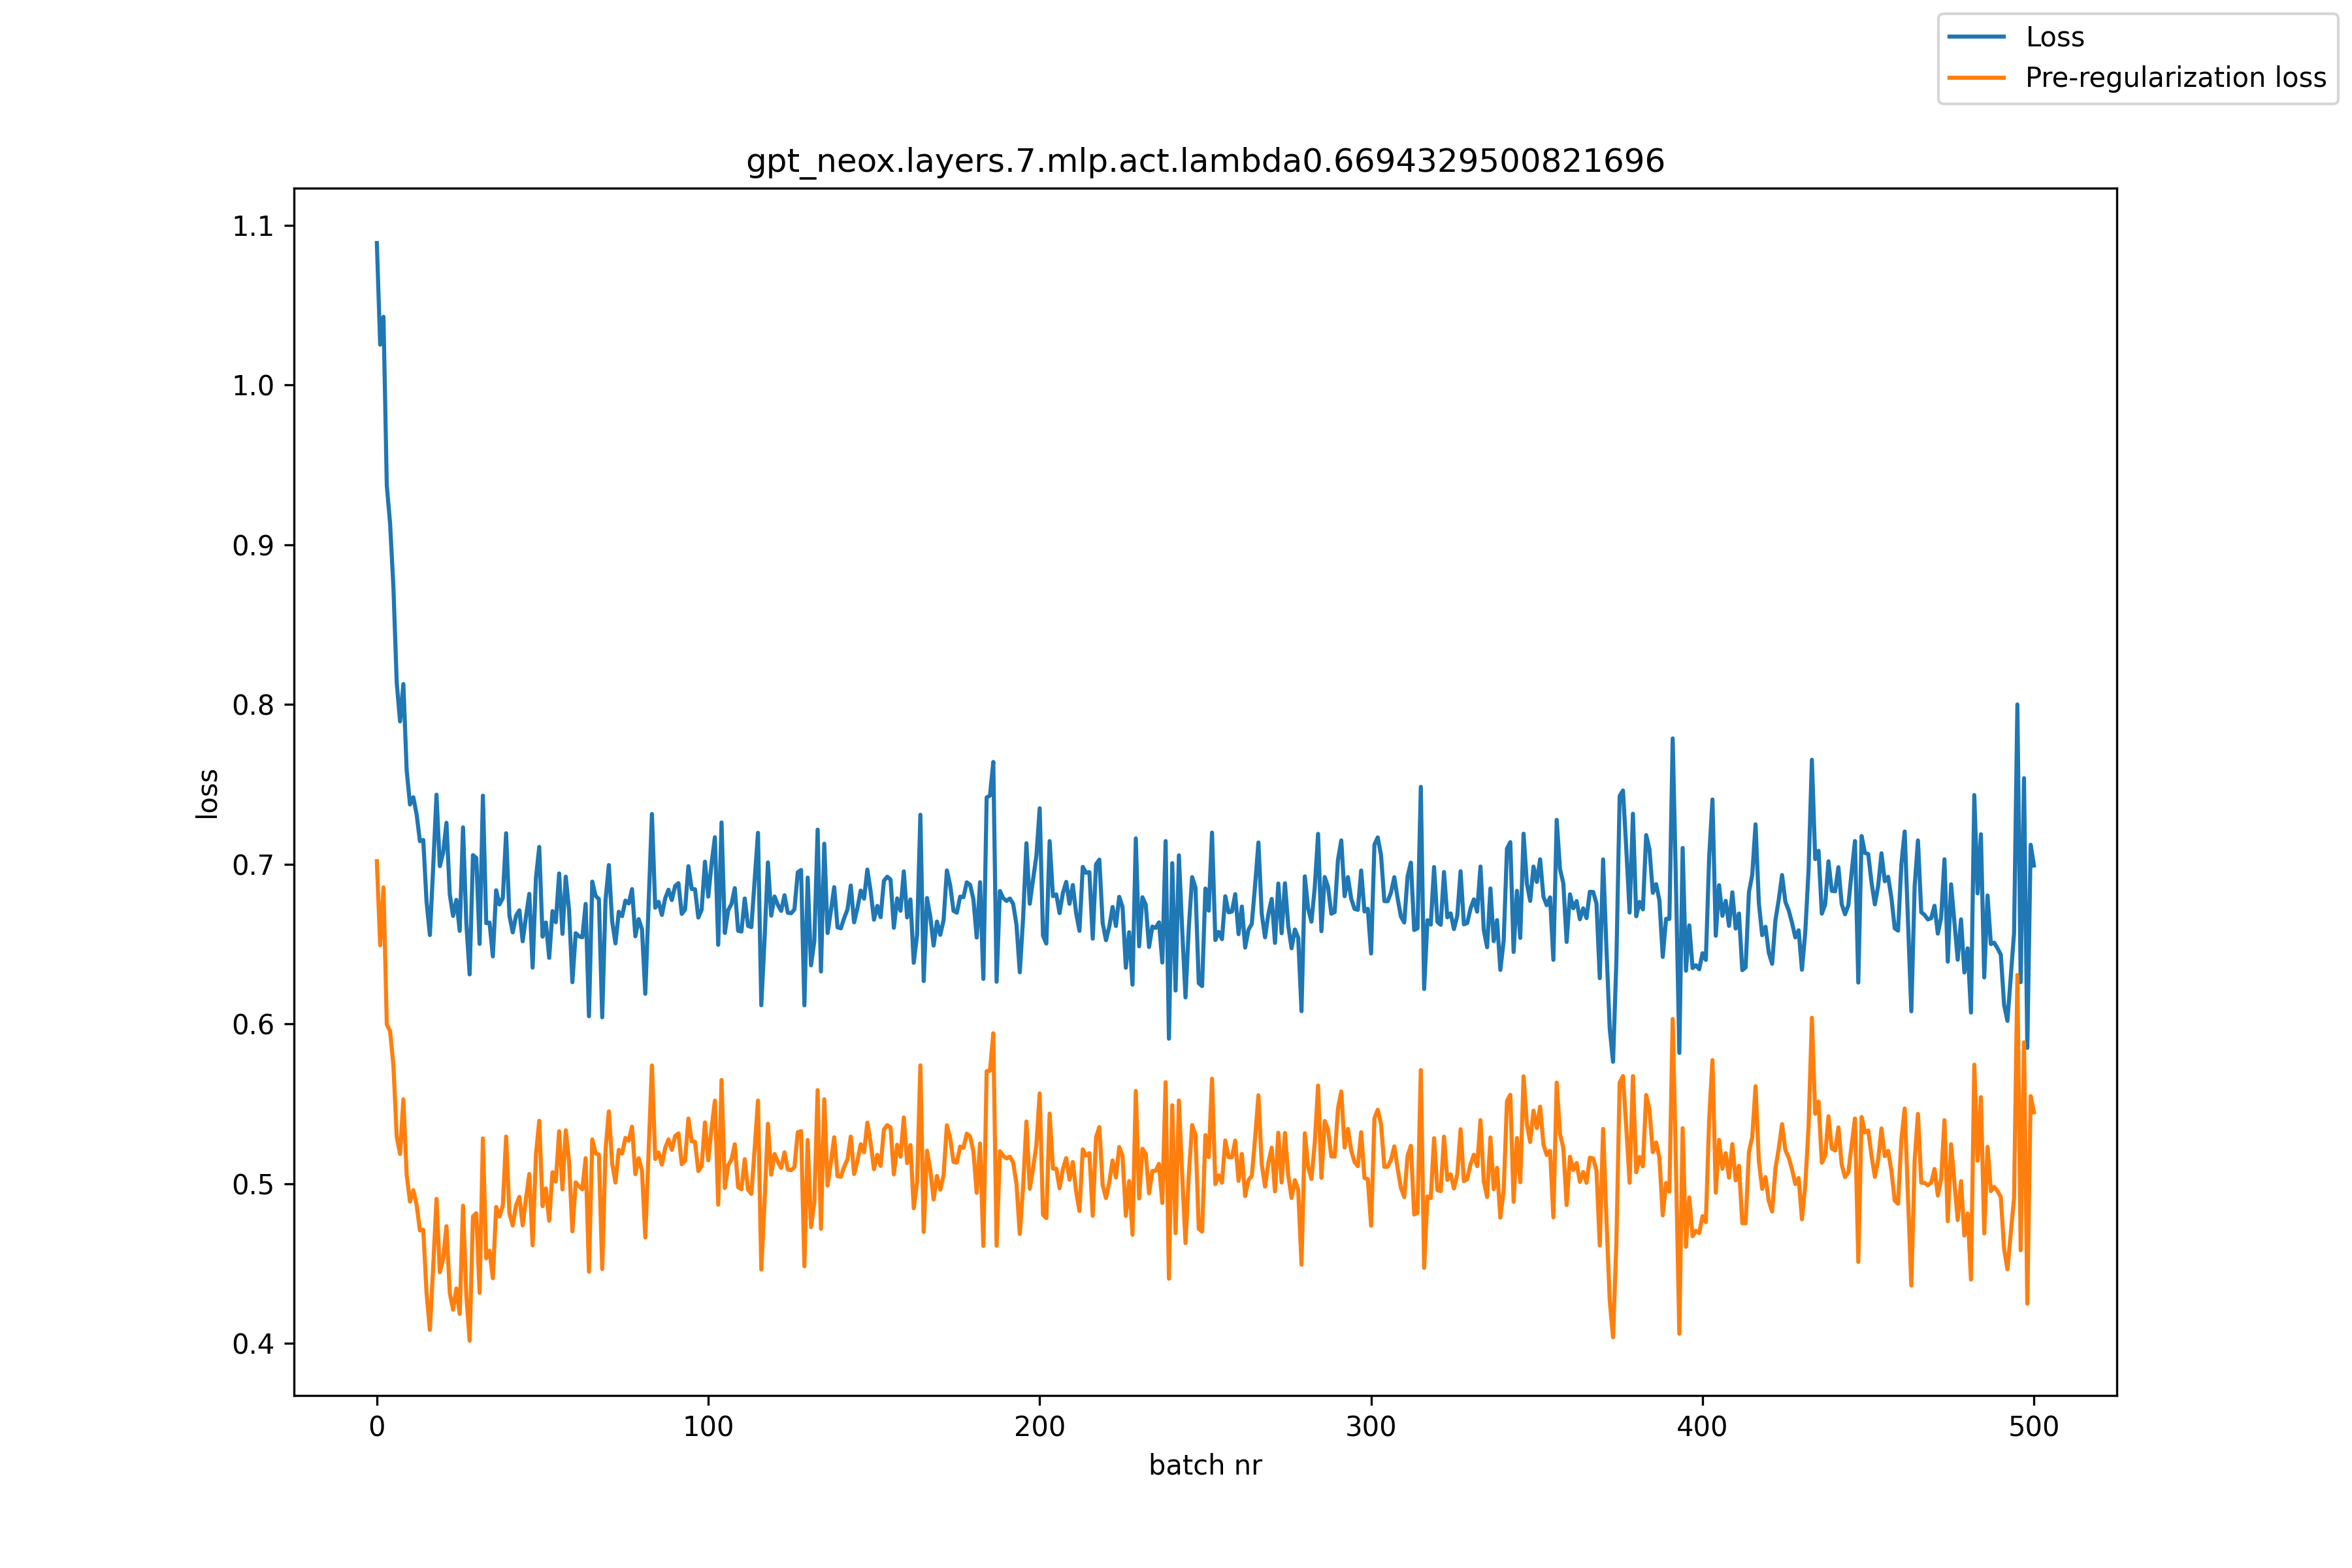 Loss
Pre-regularization loss
gpt_neox.layers.7.mlp.act.lambda0.6694329500821696
1.1
1.0
0.9
0.8
0.7
0.6
0.5
0.4
loss
0 100 200 300 400 500
batch nr